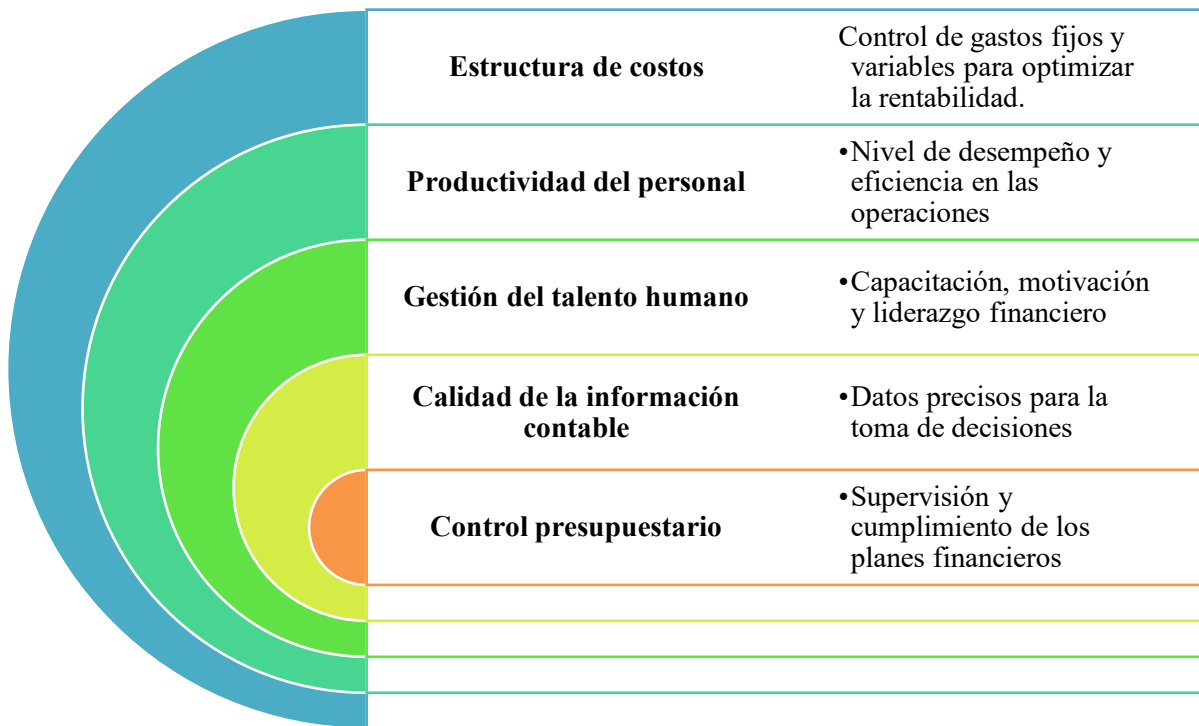 Estructura de costos
Control de gastos fijos y
variables para optimizar
la rentabilidad.
Productividad del personal
•Nivel de desempeño y
eficiencia en las
operaciones
Gestión del talento humano
•Capacitación, motivación
y liderazgo financiero
Calidad de la información
contable
•Datos precisos para la
toma de decisiones
Control presupuestario
•Supervisión y
cumplimiento de los
planes financieros